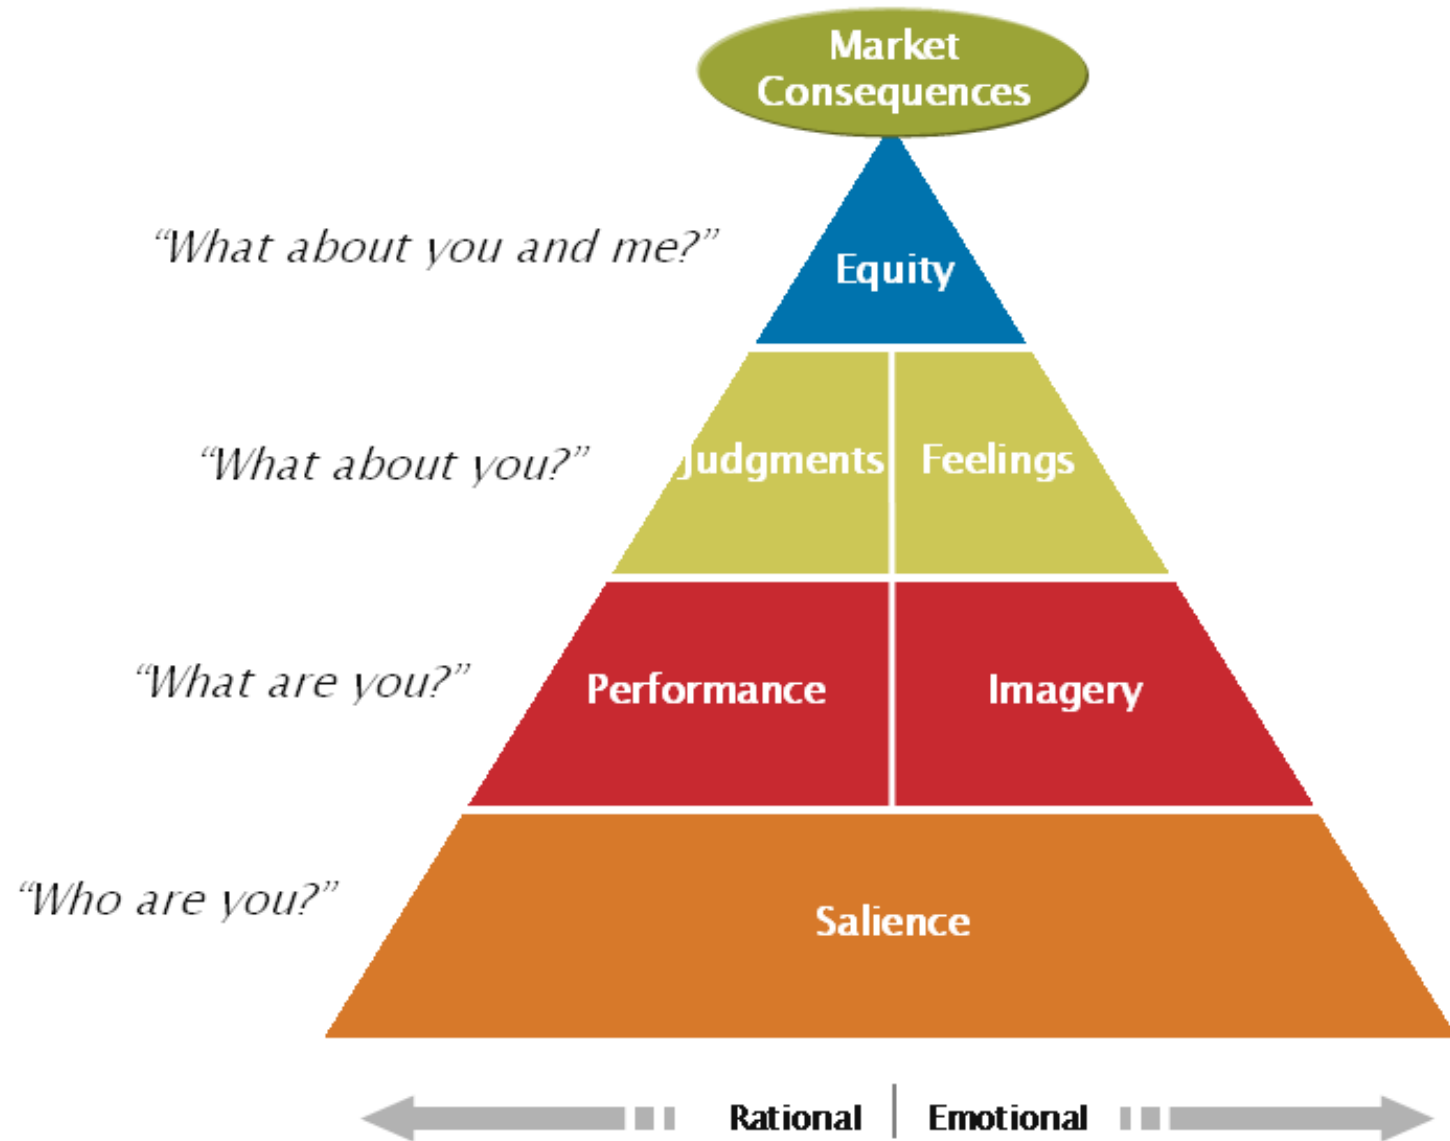 Market
Consequences
“What about you and me?”
Equity
“What about you?”
Judgments
Feelings
“What are you?”
Performance
Imagery
“Who are you?”
Salience
Rational
Emotional